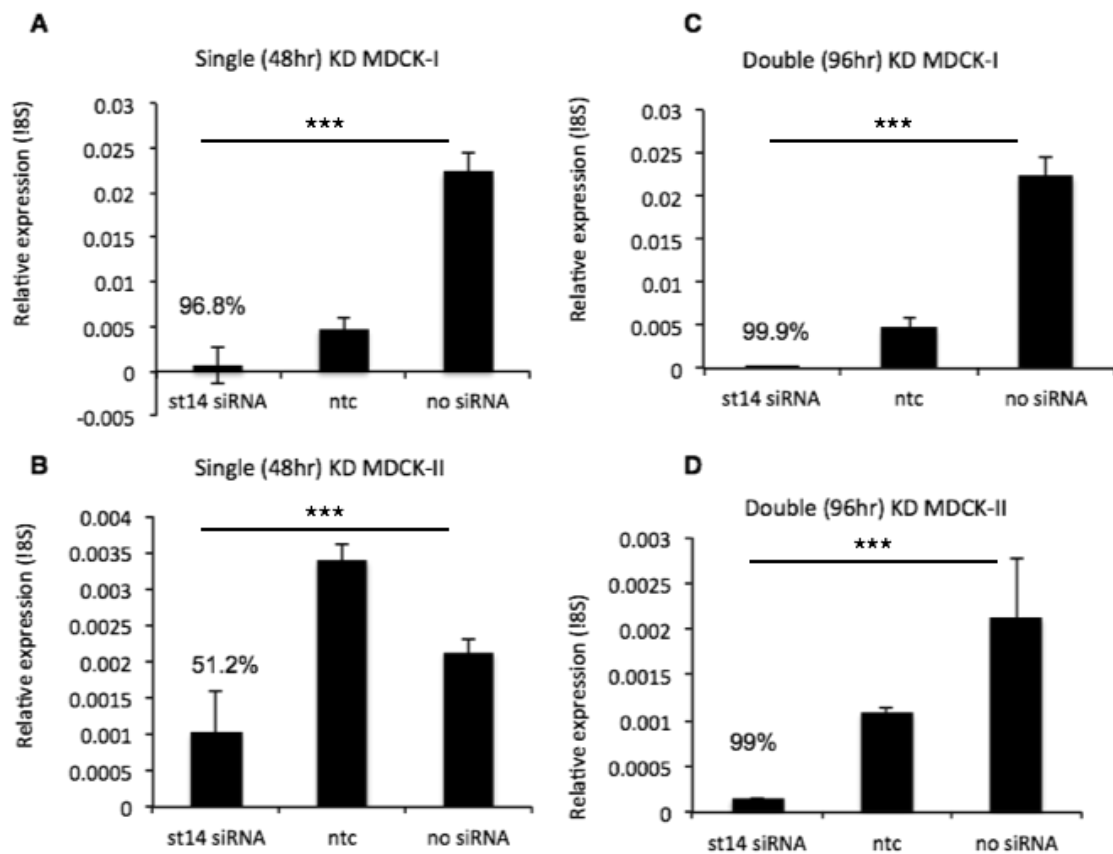 A
Single (48hr) KD MDCK-I
Relative expression (!8S)
0.03
0.025
0.02
0.015
0.01
0.005
0
-0.005
***
96.8%
st14 siRNA
ntc
no siRNA
C
Double (96hr) KD MDCK-I
Relative expression (!8S)
0.03
0.025
0.02
0.015
0.01
0.005
0
***
99.9%
st14 siRNA
ntc
no siRNA
B
Single (48hr) KD MDCK-II
Relative expression (!8S)
0.004
0.0035
0.003
0.0025
0.002
0.0015
0.001
0.0005
0
***
51.2%
st14 siRNA
ntc
no siRNA
D
Double (96hr) KD MDCK-II
Relative expression (!8S)
0.003
0.0025
0.002
0.0015
0.001
0.0005
0
***
99%
st14 siRNA
ntc
no siRNA